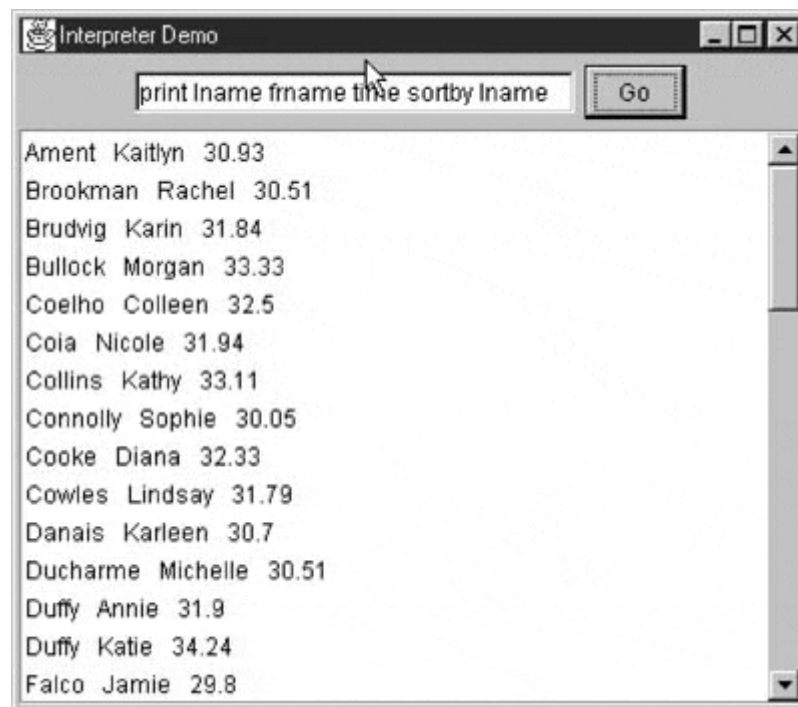 Interpreter Demo
print lname frname time sortby lname
Go
Ament Kaitlyn 30.93
Brookman Rachel 30.51
Brudvig Karin 31.84
Bullock Morgan 33.33
Coelho Colleen 32.5
Coia Nicole 31.94
Collins Kathy 33.11
Connolly Sophie 30.05
Cooke Diana 32.33
Cowles Lindsay 31.79
Danais Karleen 30.7
Ducharme Michelle 30.51
Duffy Annie 31.9
Duffy Katie 34.24
Falco Jamie 29.8